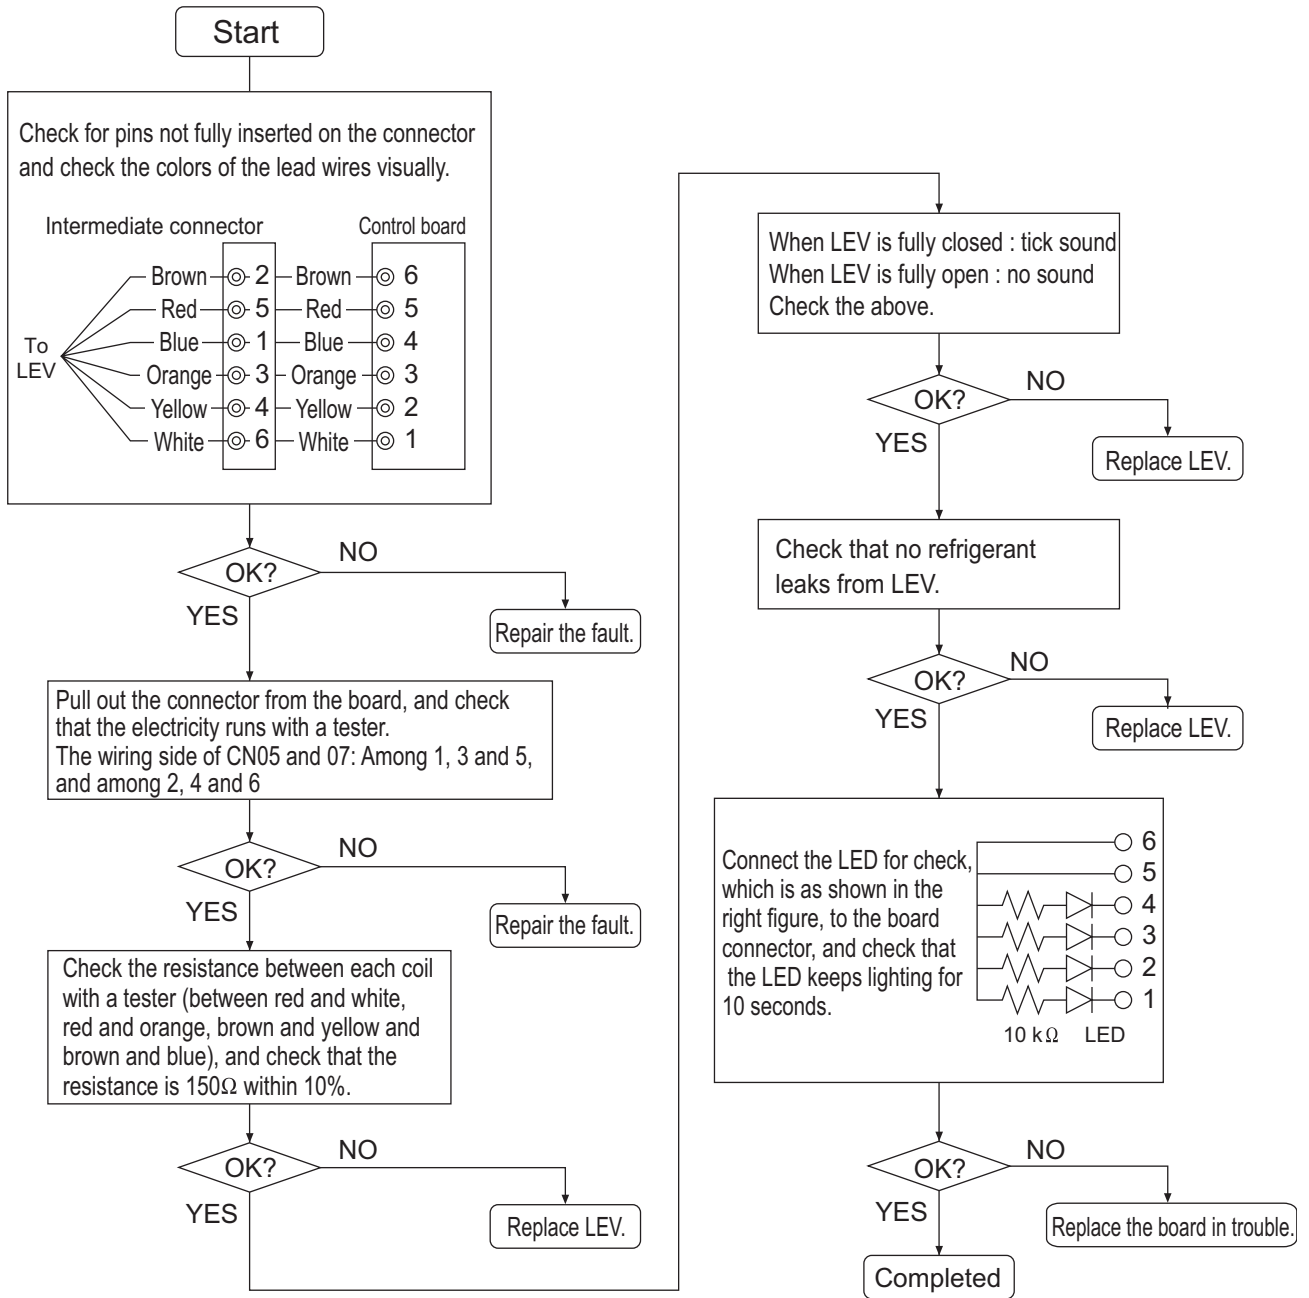 Start
Check for pins not fully inserted on the connector
and check the colors of the lead wires visually.
Intermediate connector Control board
Brown 2 Brown 6
Red 5 Red 5
Blue 1 Blue 4
To
LEV
Orange 3 Orange 3
Yellow 4 Yellow 2
White 6 White 1
OK?
NO
YES
Repair the fault.
Pull out the connector from the board, and check
that the electricity runs with a tester.
The wiring side of CN05 and 07: Among 1, 3 and 5,
and among 2, 4 and 6
OK?
NO
YES
Repair the fault.
Check the resistance between each coil
with a tester (between red and white,
red and orange, brown and yellow and
brown and blue), and check that the
resistance is 150Ω within 10%.
OK?
NO
YES
Replace LEV.
When LEV is fully closed : tick sound
When LEV is fully open : no sound
Check the above.
OK?
NO
YES
Replace LEV.
Check that no refrigerant
leaks from LEV.
OK?
NO
YES
Replace LEV.
Connect the LED for check,
which is as shown in the
right figure, to the board
connector, and check that
the LED keeps lighting for
10 seconds.
6
5
4
3
2
1
10 kΩ LED
OK?
NO
YES
Replace the board in trouble.
Completed